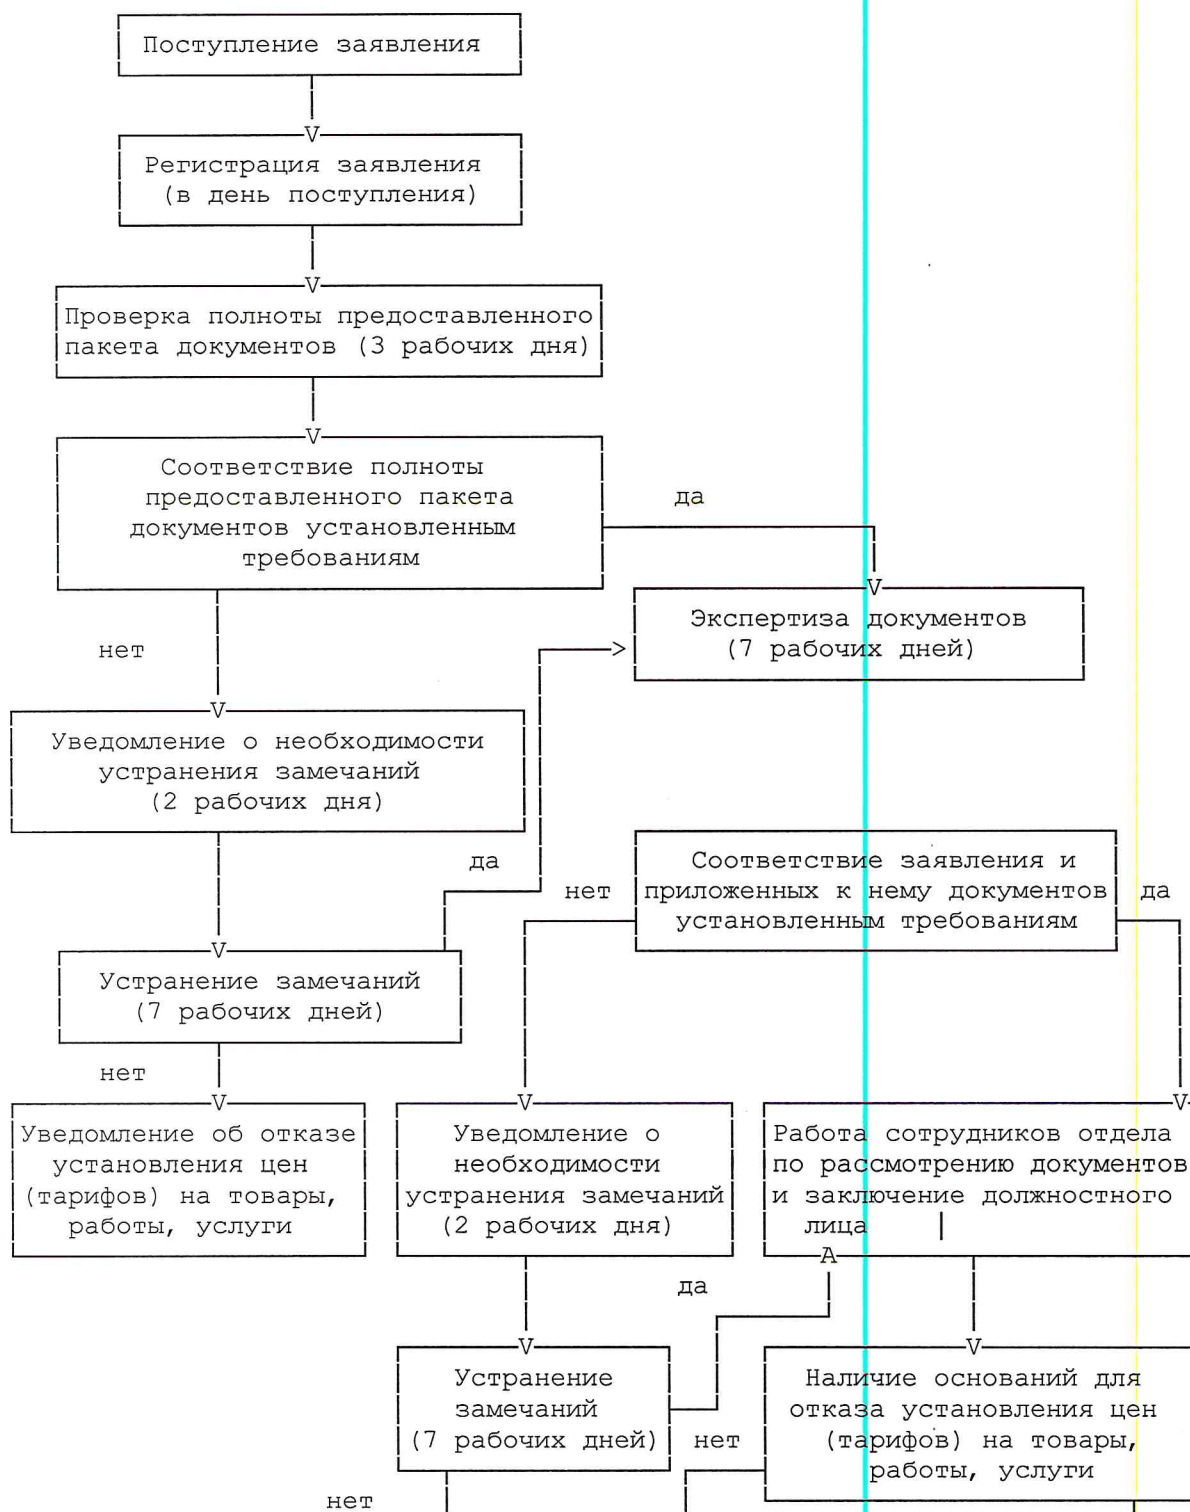 Поступление заявления
Регистрация заявления
(в день поступления)
Проверка полноты предоставленного
пакета документов (3 рабочих дня)
Соответствие полноты
предоставленного пакета
документов установленным
требованиям
да
Экспертиза документов
(7 рабочих дней)
нет
Уведомление о необходимости
устранения замечаний
(2 рабочих дня)
да
Соответствие заявления и
приложенных к нему документов
установленным требованиям
нет
да
Устранение замечаний
(7 рабочих дней)
нет
Уведомление об отказе
установления цен
(тарифов) на товары,
работы, услуги
Уведомление о
необходимости
устранения замечаний
(2 рабочих дня)
Работа сотрудников отдела
по рассмотрению документов
и заключение должностного
лица
да
Устранение
замечаний
(7 рабочих дней)
нет
Наличие оснований для
отказа установления цен
(тарифов) на товары,
работы, услуги
нет